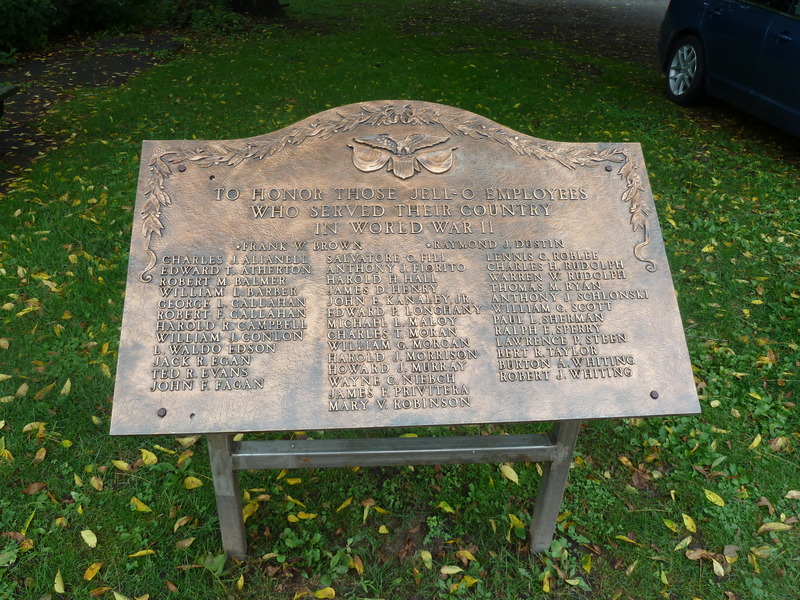 TO HONOR THOSE JELL-O EMPLOYEES
WHO SERVED THEIR COUNTRY
IN WORLD WAR II
•FRANK W. BROWN •RAYMOND J. DUSTIN
CHARLES J. ALIANELL
EDWARD T. ATHERTON
ROBERT M. BALMER
WILLIAM J. BARBER
GEORGE L. CALLAHAN
ROBERT F. CALLAHAN
HAROLD R. CAMPBELL
WILLIAM J. CONLON
L. WALDO EDSON
JACK R. EGAN
TED R. EVANS
JOHN F. FAGAN
SALVATORE C. FILI
ANTHONY J. FIORITO
HAROLD H. HALL
JAMES D. HENRY
JOHN E. KANALEY, JR.
EDWARD P. LONGHANY
MICHAEL L. MALOY
CHARLES T. MORAN
WILLIAM G. MORGAN
HAROLD J. MORRISON
HOWARD J. MURRAY
WAYNE C. NIERCH
JAMES F. PRIVITERA
MARY V. ROBINSON
LENNIS C. ROBLEE
CHARLES H. RUDOLPH
WARREN W. RUDOLPH
THOMAS M. RYAN
ANTHONY J. SCHLONSKI
WILLIAM G. SCOTT
PAUL L. SHERMAN
RALPH E. SPERRY
LAWRENCE P. STEEN
BERT R. TAYLOR
BURTON A. WHITING
ROBERT J. WHITING